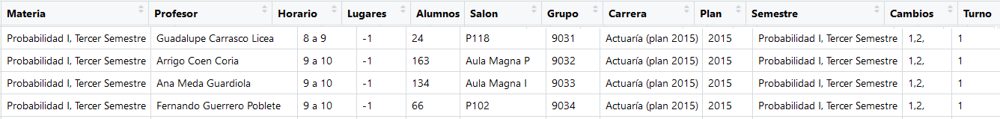 Materia Profesor Horario Lugares Alumnos Salon Grupo Carrera Plan Semestre Cambios Turno
Probabilidad I, Tercer Semestre Guadalupe Carrasco Licea 8 a 9 -1 24 P118 9031 Actuaría (plan 2015) 2015 Probabilidad I, Tercer Semestre 1,2, 1
Probabilidad I, Tercer Semestre Arrigo Coen Coria 9 a 10 -1 163 Aula Magna P 9032 Actuaría (plan 2015) 2015 Probabilidad I, Tercer Semestre 1,2, 1
Probabilidad I, Tercer Semestre Ana Meda Guardiola 9 a 10 -1 134 Aula Magna I 9033 Actuaría (plan 2015) 2015 Probabilidad I, Tercer Semestre 1,2, 1
Probabilidad I, Tercer Semestre Fernando Guerrero Poblete 9 a 10 -1 66 P102 9034 Actuaría (plan 2015) 2015 Probabilidad I, Tercer Semestre 1,2, 1